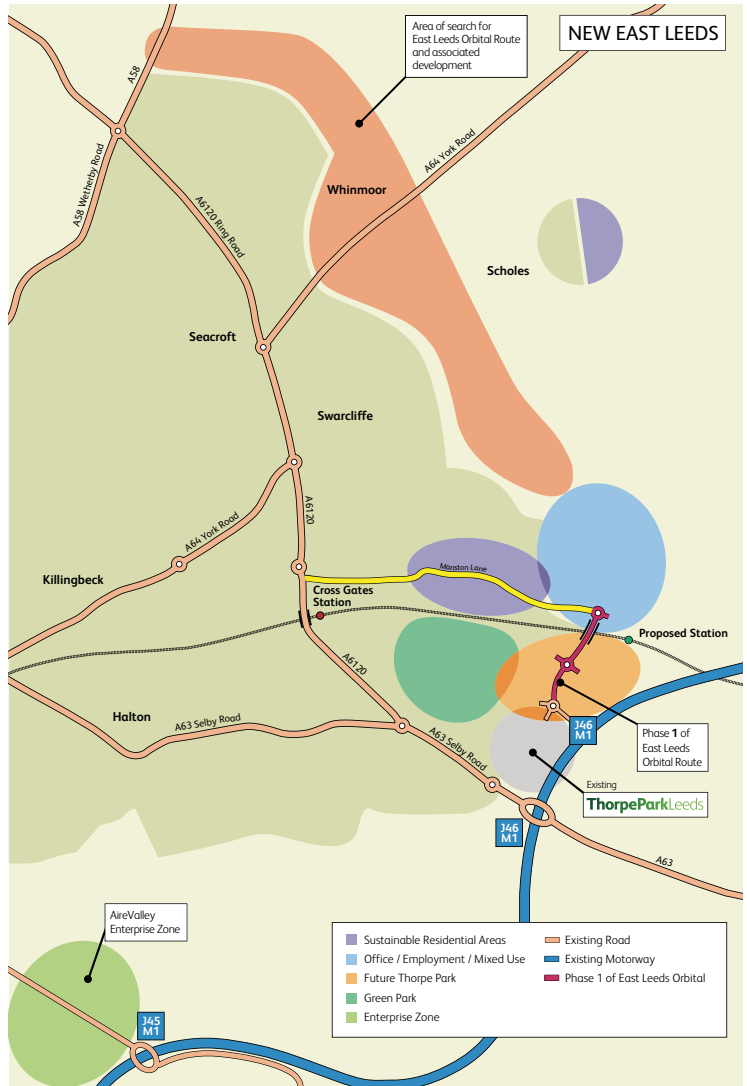 NEW EAST LEEDS
Area of search for
East Leeds Orbital Route
and associated
development
A58
A64 York Road
A58 Wetherby Road
A6120 Ring Road
Whinmoor
Scholes
Seacroft
Swarcliffe
A6120
A64 York Road
Killingbeck
Manston Lane
Cross Gates
Station
Proposed Station
A6120
Halton
A63 Selby Road
A63 Selby Road
J46
M1
Phase 1 of
East Leeds
Orbital Route
Existing
ThorpeParkLeeds
J46
M1
A63
AireValley
Enterprise Zone
J45
M1
Sustainable Residential Areas
Office / Employment / Mixed Use
Future Thorpe Park
Green Park
Enterprise Zone
Existing Road
Existing Motorway
Phase 1 of East Leeds Orbital